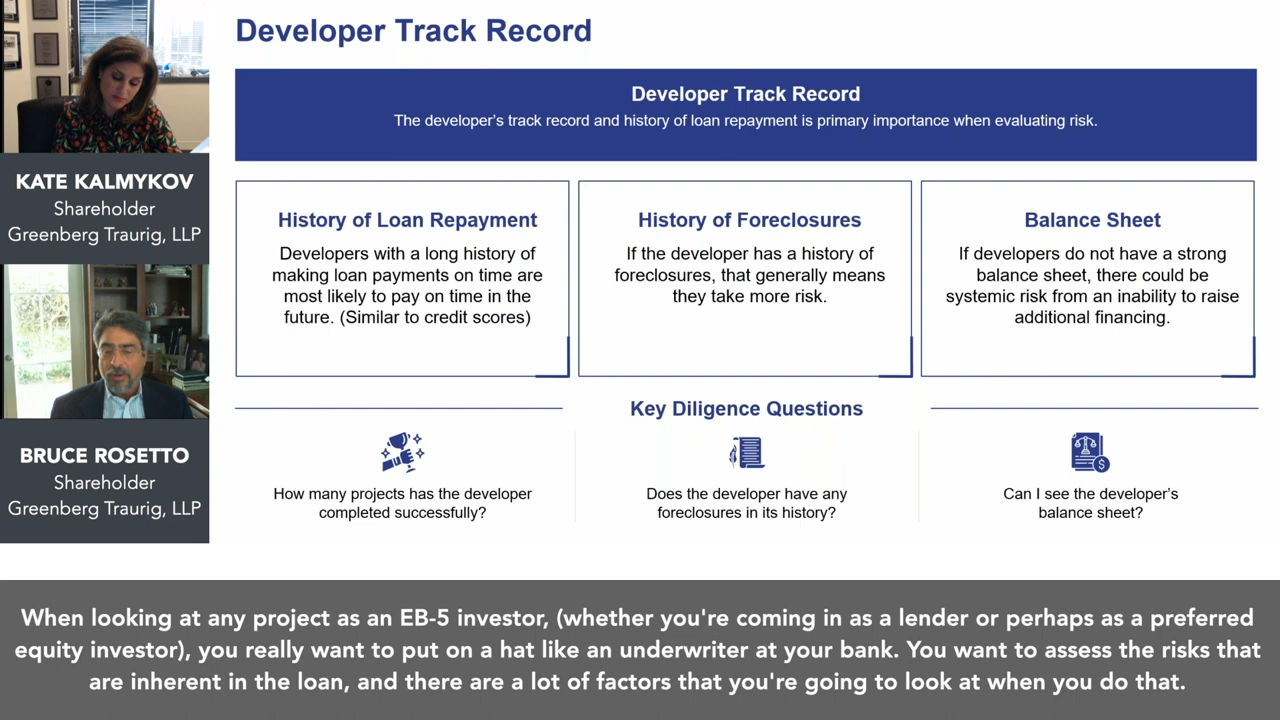 Developer Track Record
Developer Track Record
The developer's track record and history of loan repayment is primary importance when evaluating risk.
KATE KALMYKOV
Shareholder
Greenberg Traurig, LLP
BRUCE ROSETTO
Shareholder
Greenberg Traurig, LLP
History of Loan Repayment
Developers with a long history of
making loan payments on time are
most likely to pay on time in the
future. (Similar to credit scores)
History of Foreclosures
If the developer has a history of
foreclosures, that generally means
they take more risk.
Balance Sheet
If developers do not have a strong
balance sheet, there could be
systemic risk from an inability to raise
additional financing.
Key Diligence Questions
How many projects has the developer
completed successfully?
Does the developer have any
foreclosures in its history?
Can I see the developer's
balance sheet?
When looking at any project as an EB-5 investor, (whether you're coming in as a lender or perhaps as a preferred
equity investor), you really want to put on a hat like an underwriter at your bank. You want to assess the risks that
are inherent in the loan, and there are a lot of factors that you're going to look at when you do that.